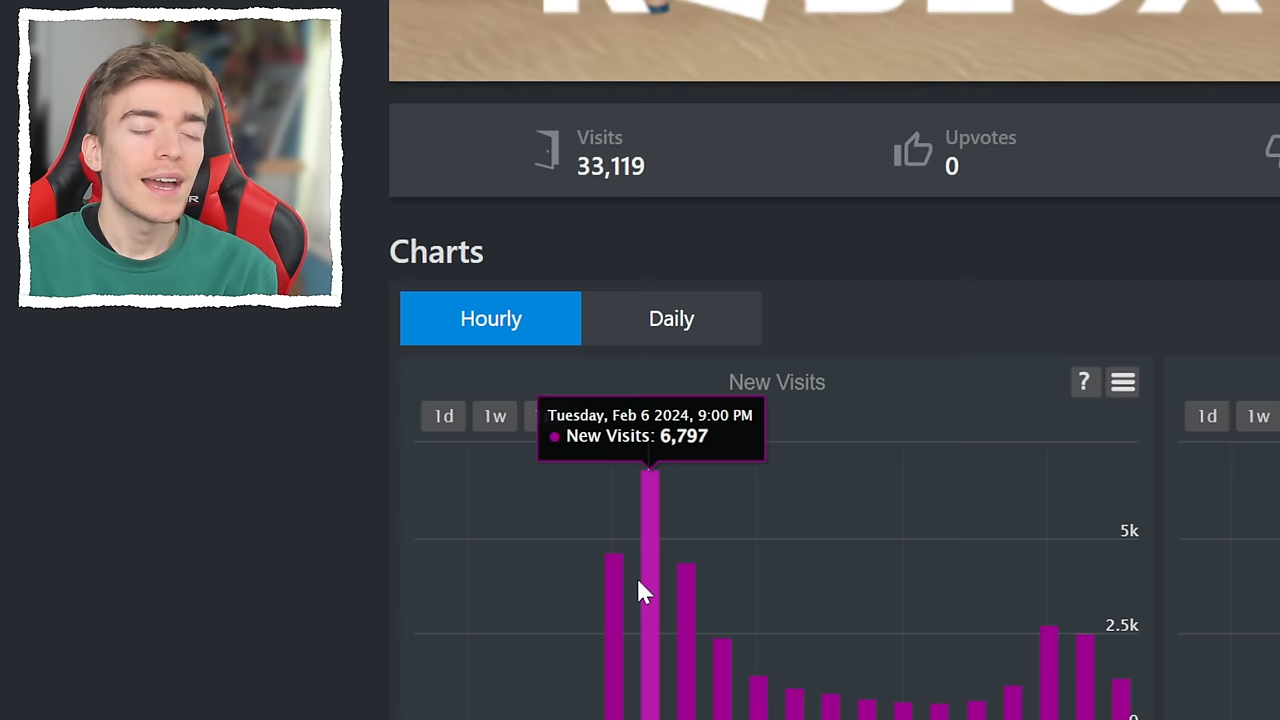 ROBLOX
Visits
33,119
Upvotes
0
Charts
Hourly
Daily
New Visits
?
1d
1w
1d
1w
Tuesday, Feb 6 2024, 9:00 PM
New Visits: 6,797
5k
2.5k
0
R